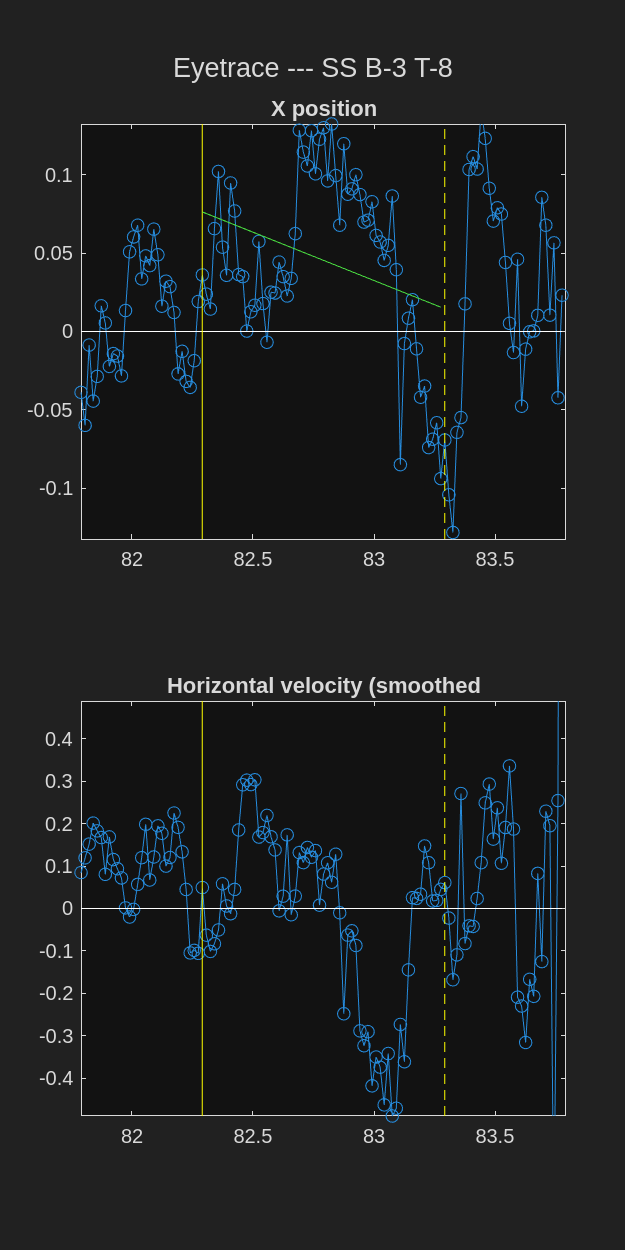 Eyetrace --- SS B-3 T-8
X position
0.1
0.05
0
-0.05
-0.1
82 82.5 83 83.5
Horizontal velocity (smoothed
0.4
0.3
0.2
0.1
0
-0.1
-0.2
-0.3
-0.4
82 82.5 83 83.5